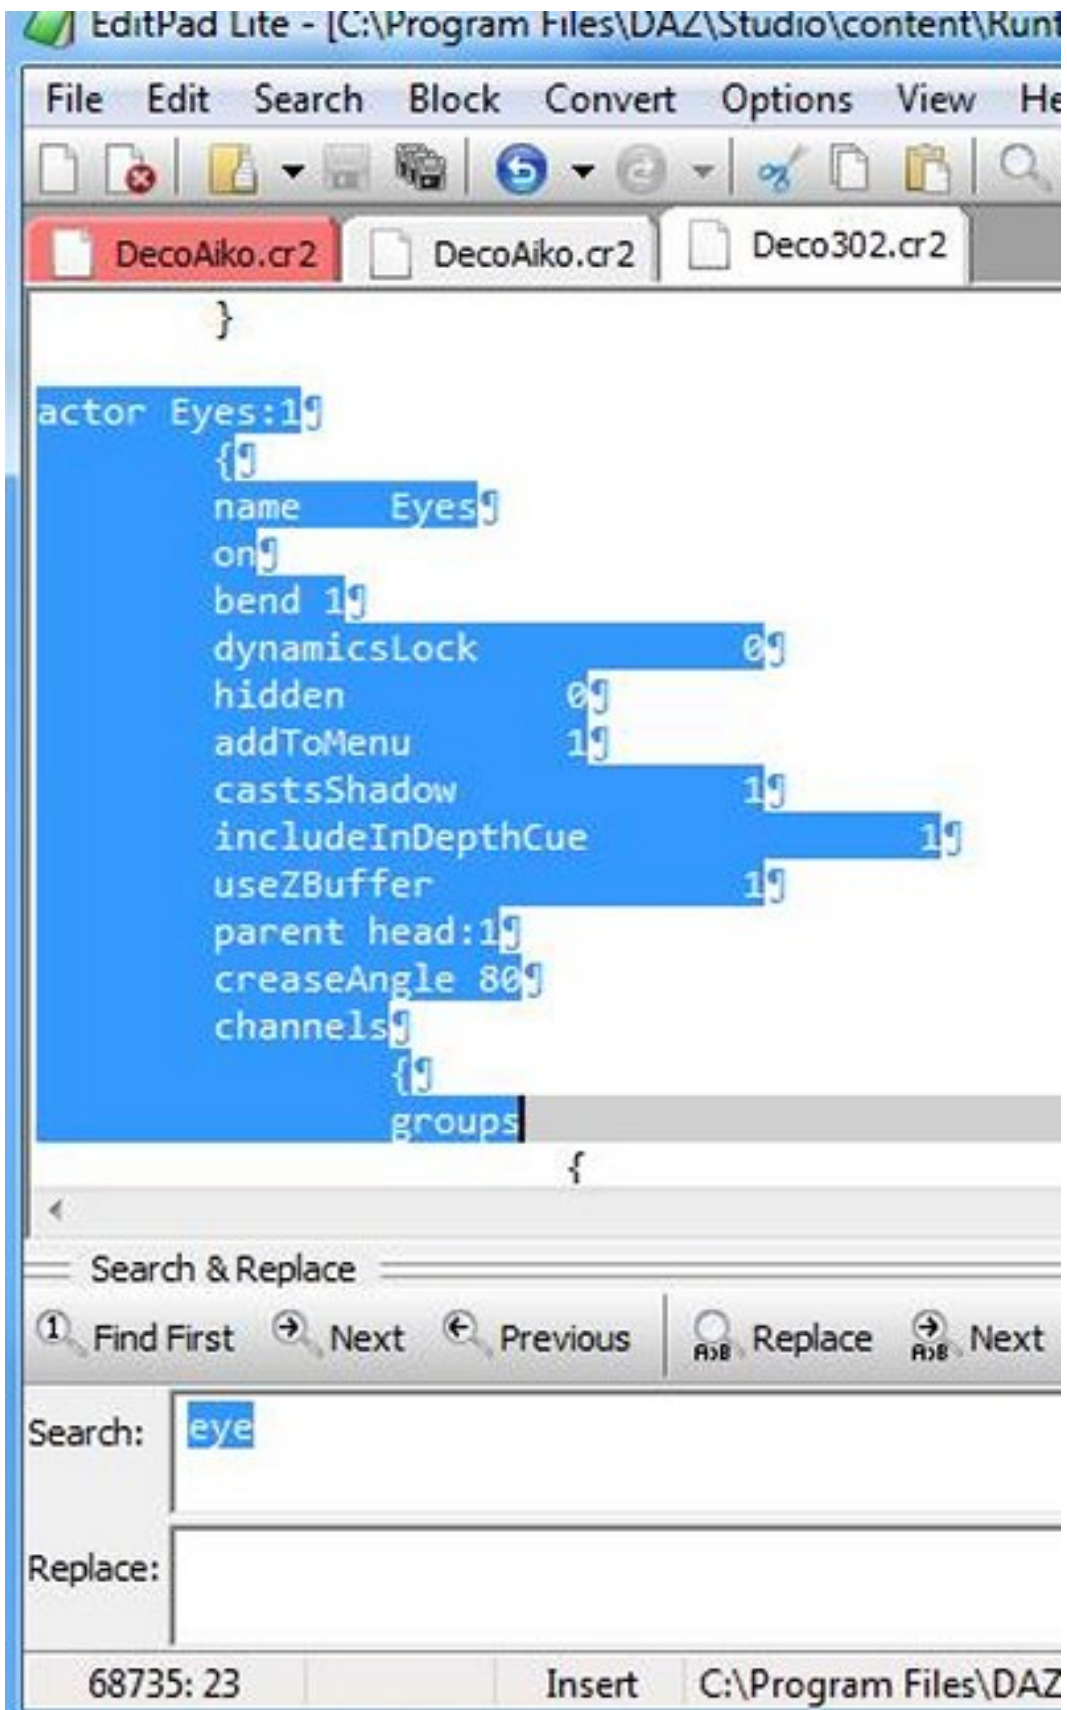 EditPad Lite - [C:\Program Files\DAZ\Studio\content\Runt
File Edit Search Block Convert Options View He
DecoAiko.cr2 DecoAiko.cr2 Deco302.cr2
}
actor Eyes:1¶
{¶
name Eyes¶
on¶
bend 1¶
dynamicsLock 0¶
hidden 0¶
addToMenu 1¶
castsShadow 1¶
includeInDepthCue 1¶
useZBuffer 1¶
parent head:1¶
creaseAngle 80¶
channels¶
{¶
groups
{
Search & Replace
Find First Next Previous Replace Next
Search: eye
Replace:
68735: 23 Insert C:\Program Files\DAZ